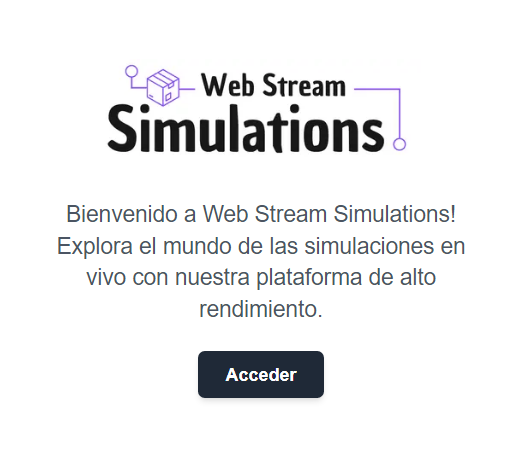 Web Stream
Simulations
Bienvenido a Web Stream Simulations!
Explora el mundo de las simulaciones en
vivo con nuestra plataforma de alto
rendimiento.
Acceder